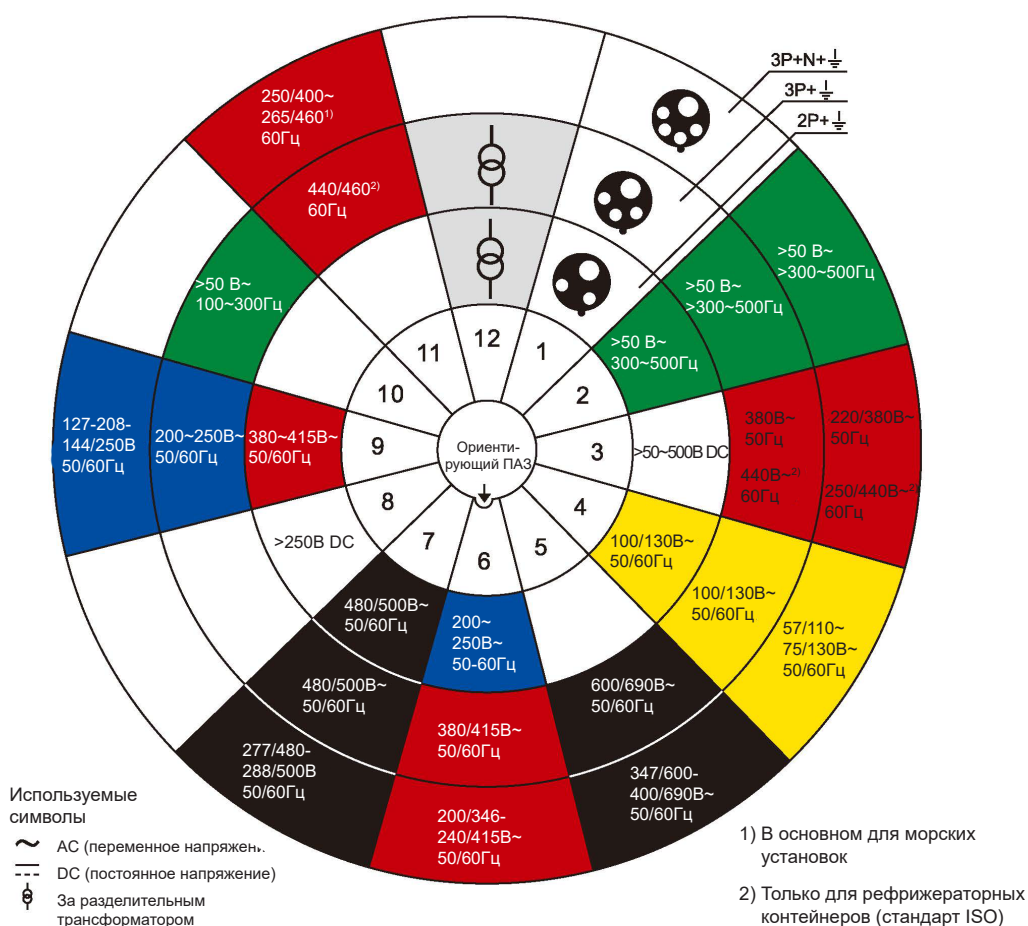 3P+N+
3P+
2P+
250/400~
265/460¹⁾
60Гц
440/460²⁾
60Гц
>50 В~
>300~500Гц
>50 В~
>300~500Гц
>50 В~
300~500Гц
>50 В~
100~300Гц
12
1
2
3
4
5
6
7
8
9
10
11
Ориенти-
рующий ПАЗ
127-208-
144/250В
50/60Гц
200~250В~
50/60Гц
380~415В~
50/60Гц
>50~500В DC
380В~
50Гц
440В~²⁾
60Гц
220/380В~
50Гц
250/440В~²⁾
60Гц
>250В DC
100/130В~
50/60Гц
100/130В~
50/60Гц
57/110~
75/130В~
50/60Гц
480/500В~
50/60Гц
480/500В~
50/60Гц
277/480-
288/500В
50/60Гц
200~
250В~
50-60Гц
380/415В~
50/60Гц
200/346-
240/415В~
50/60Гц
600/690В~
50/60Гц
347/600-
400/690В~
50/60Гц
Используемые
символы
AC (переменное напряжен
DC (постоянное напряжение)
За разделительным
трансформатором
1) В основном для морских
установок
2) Только для рефрижераторных
контейнеров (стандарт ISO)